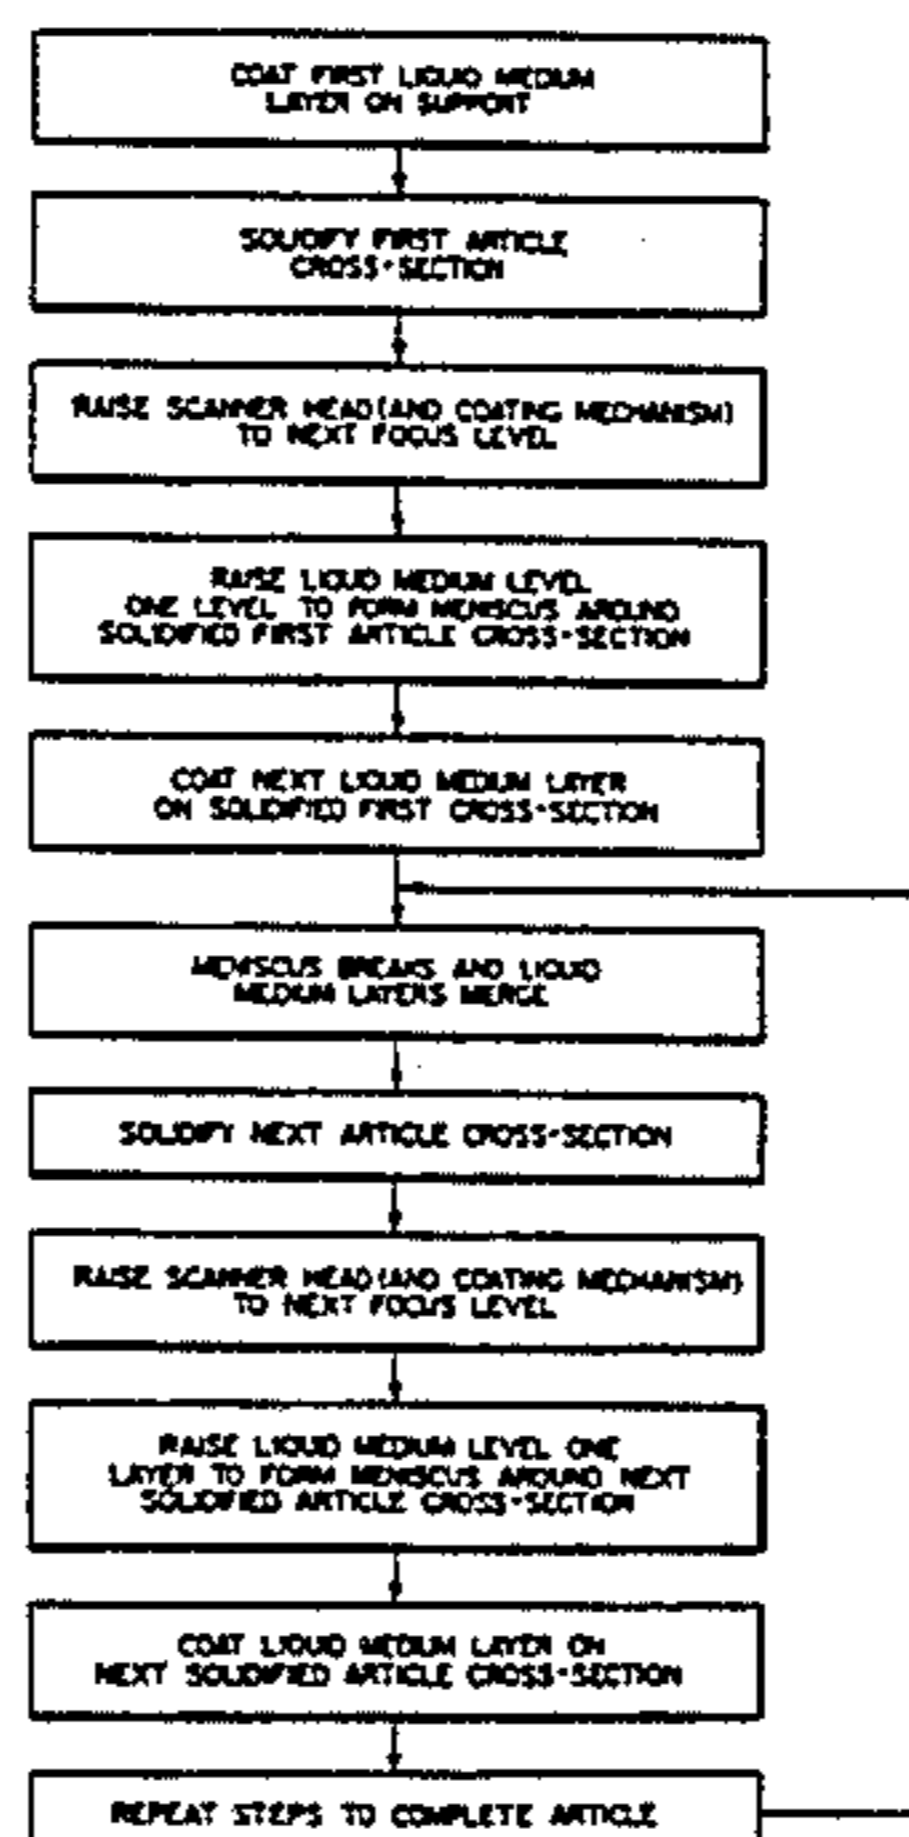 COAT FIRST LIQUID MEDIUM
LAYER ON SUPPORT
SOLIDIFY FIRST ARTICLE
CROSS-SECTION
RAISE SCANNER HEAD (AND COATING MECHANISM)
TO NEXT FOCUS LEVEL
RAISE LIQUID MEDIUM LEVEL
ONE LEVEL TO FORM MENISCUS AROUND
SOLIDIFIED FIRST ARTICLE CROSS-SECTION
COAT NEXT LIQUID MEDIUM LAYER
ON SOLIDIFIED FIRST CROSS-SECTION
MENISCUS BREAKS AND LIQUID
MEDIUM LAYERS MERGE
SOLIDIFY NEXT ARTICLE CROSS-SECTION
RAISE SCANNER HEAD (AND COATING MECHANISM)
TO NEXT FOCUS LEVEL
RAISE LIQUID MEDIUM LEVEL ONE
LAYER TO FORM MENISCUS AROUND NEXT
SOLIDIFIED ARTICLE CROSS-SECTION
COAT LIQUID MEDIUM LAYER ON
NEXT SOLIDIFIED ARTICLE CROSS-SECTION
REPEAT STEPS TO COMPLETE ARTICLE